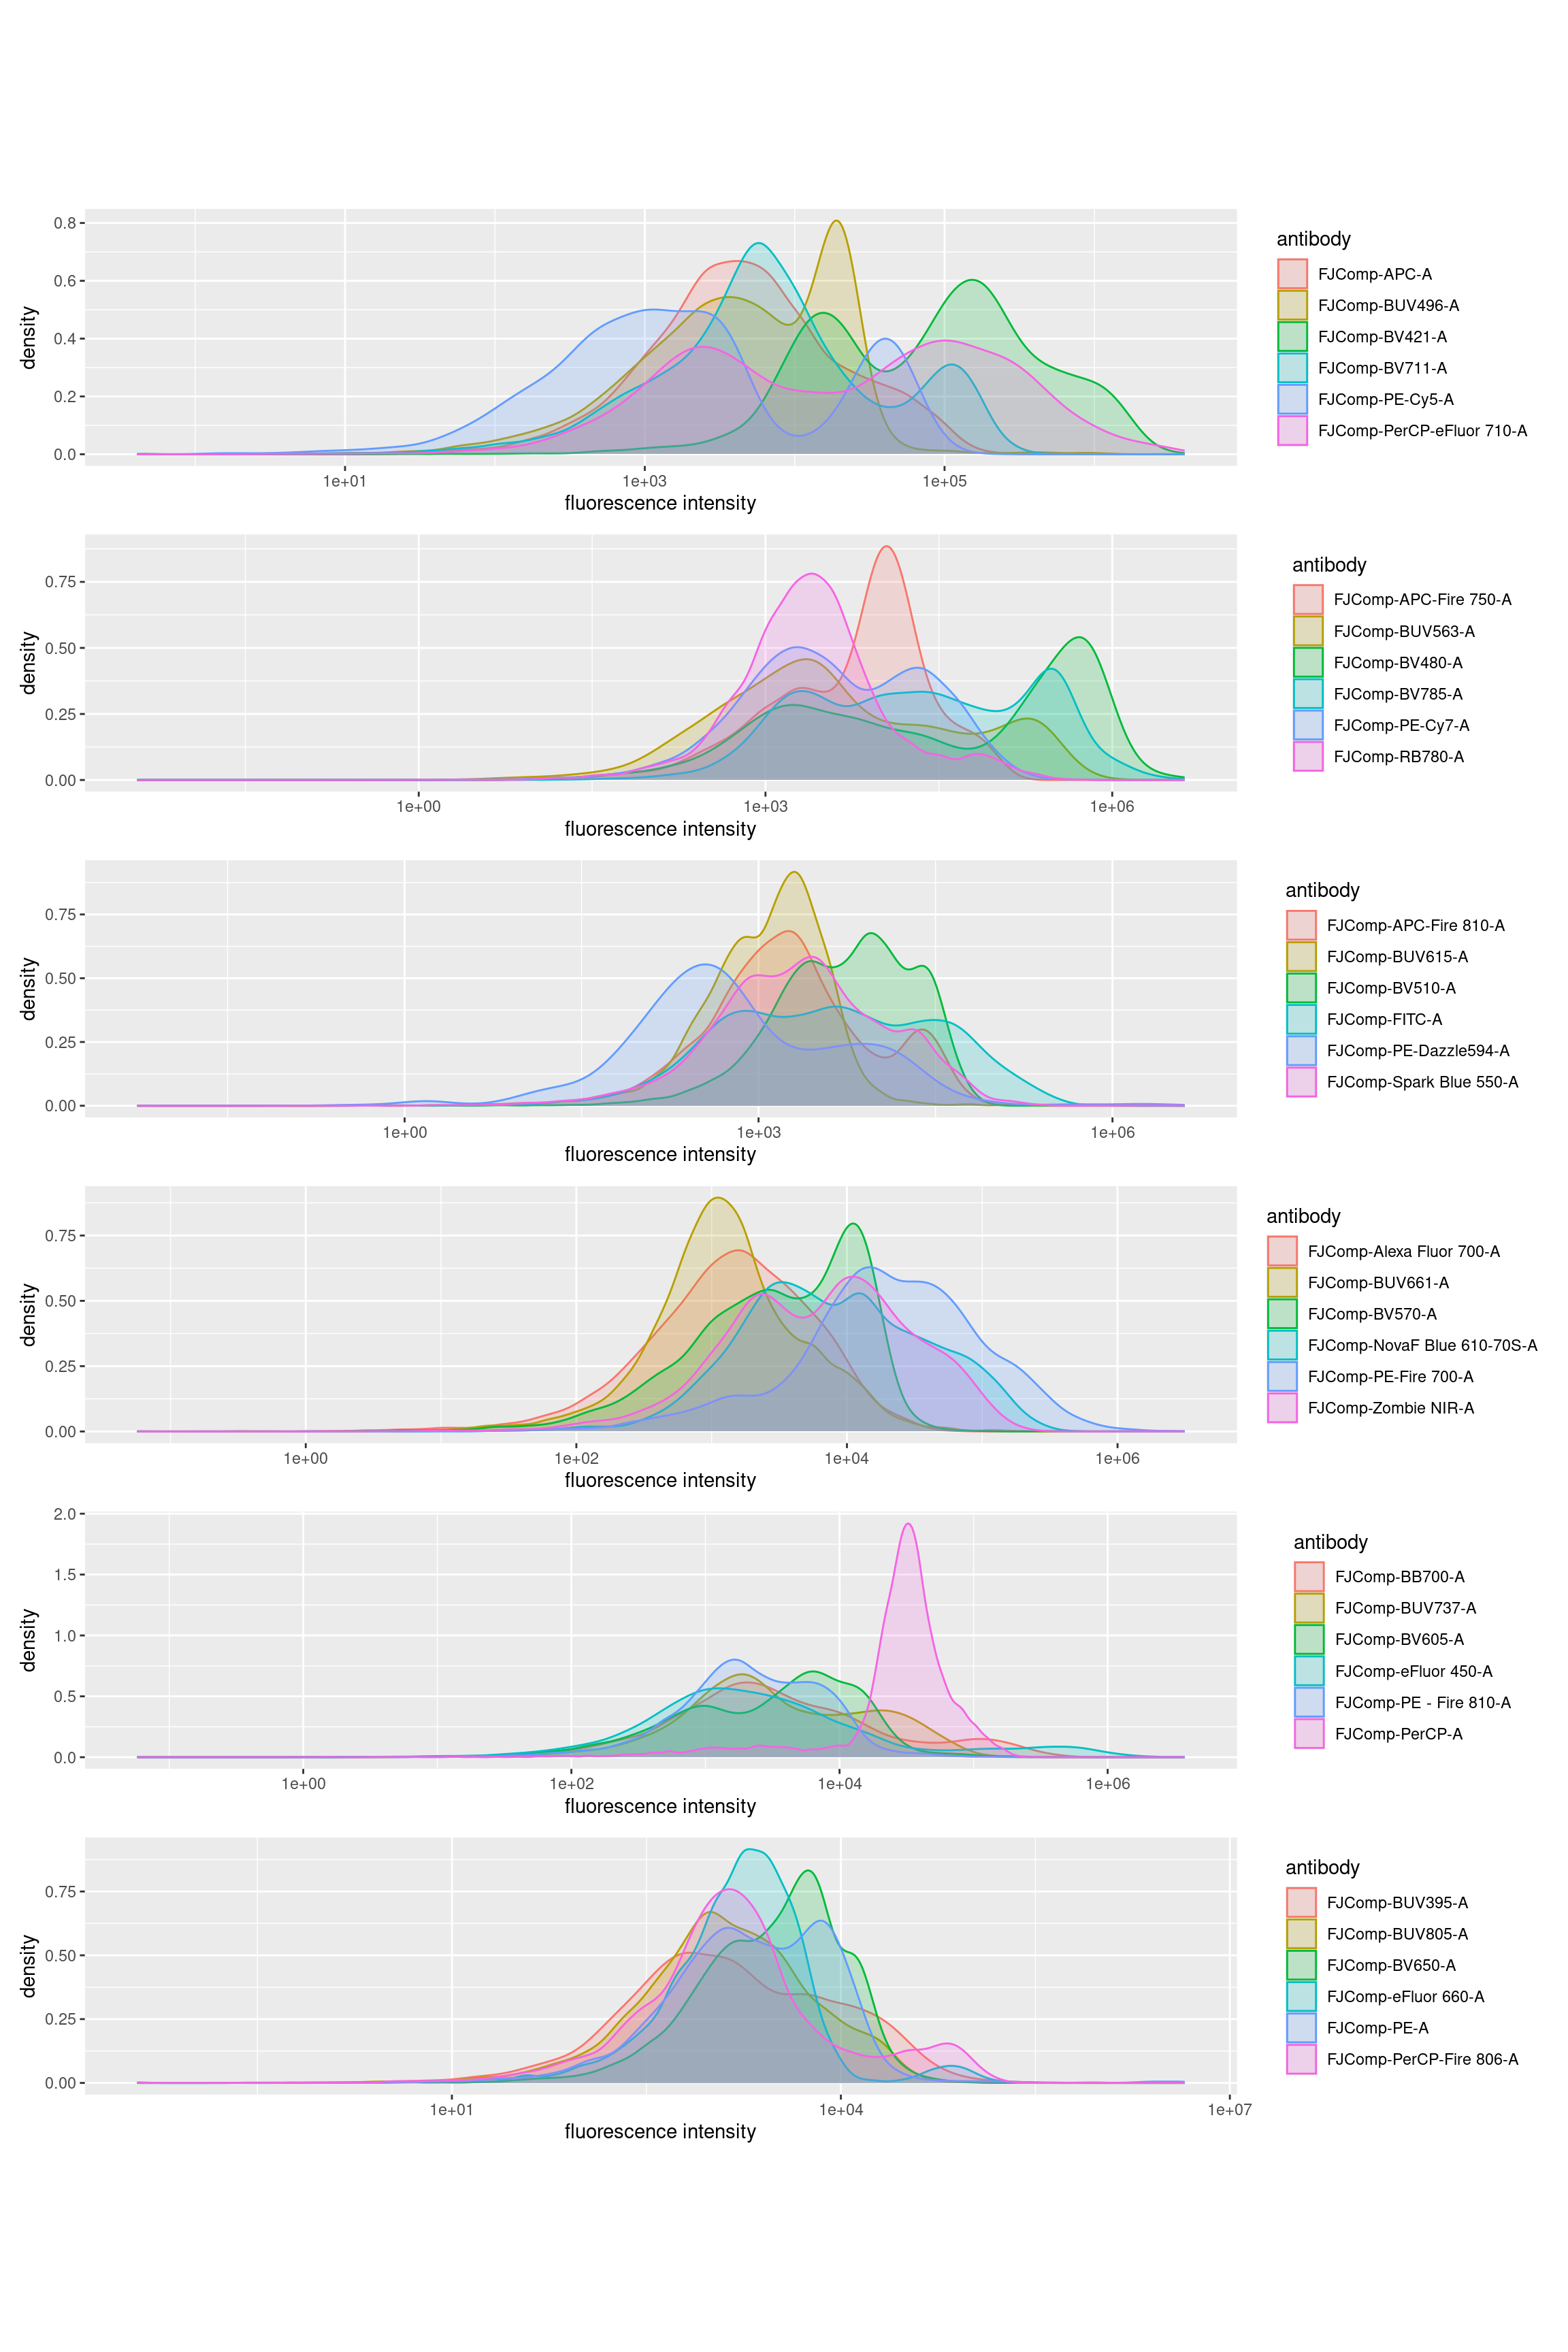 antibody
FJComp-APC-A
FJComp-BUV496-A
FJComp-BV421-A
FJComp-BV711-A
FJComp-PE-Cy5-A
FJComp-PerCP-eFluor 710-A
density
0.8
0.6
0.4
0.2
0.0
1e+01 1e+03 1e+05
fluorescence intensity
antibody
FJComp-APC-Fire 750-A
FJComp-BUV563-A
FJComp-BV480-A
FJComp-BV785-A
FJComp-PE-Cy7-A
FJComp-RB780-A
density
0.75
0.50
0.25
0.00
1e+00 1e+03 1e+06
fluorescence intensity
antibody
FJComp-APC-Fire 810-A
FJComp-BUV615-A
FJComp-BV510-A
FJComp-FITC-A
FJComp-PE-Dazzle594-A
FJComp-Spark Blue 550-A
density
0.75
0.50
0.25
0.00
1e+00 1e+03 1e+06
fluorescence intensity
antibody
FJComp-Alexa Fluor 700-A
FJComp-BUV661-A
FJComp-BV570-A
FJComp-NovaF Blue 610-70S-A
FJComp-PE-Fire 700-A
FJComp-Zombie NIR-A
density
0.75
0.50
0.25
0.00
1e+00 1e+02 1e+04 1e+06
fluorescence intensity
antibody
FJComp-BB700-A
FJComp-BUV737-A
FJComp-BV605-A
FJComp-eFluor 450-A
FJComp-PE - Fire 810-A
FJComp-PerCP-A
density
2.0
1.5
1.0
0.5
0.0
1e+00 1e+02 1e+04 1e+06
fluorescence intensity
antibody
FJComp-BUV395-A
FJComp-BUV805-A
FJComp-BV650-A
FJComp-eFluor 660-A
FJComp-PE-A
FJComp-PerCP-Fire 806-A
density
0.75
0.50
0.25
0.00
1e+01 1e+04 1e+07
fluorescence intensity